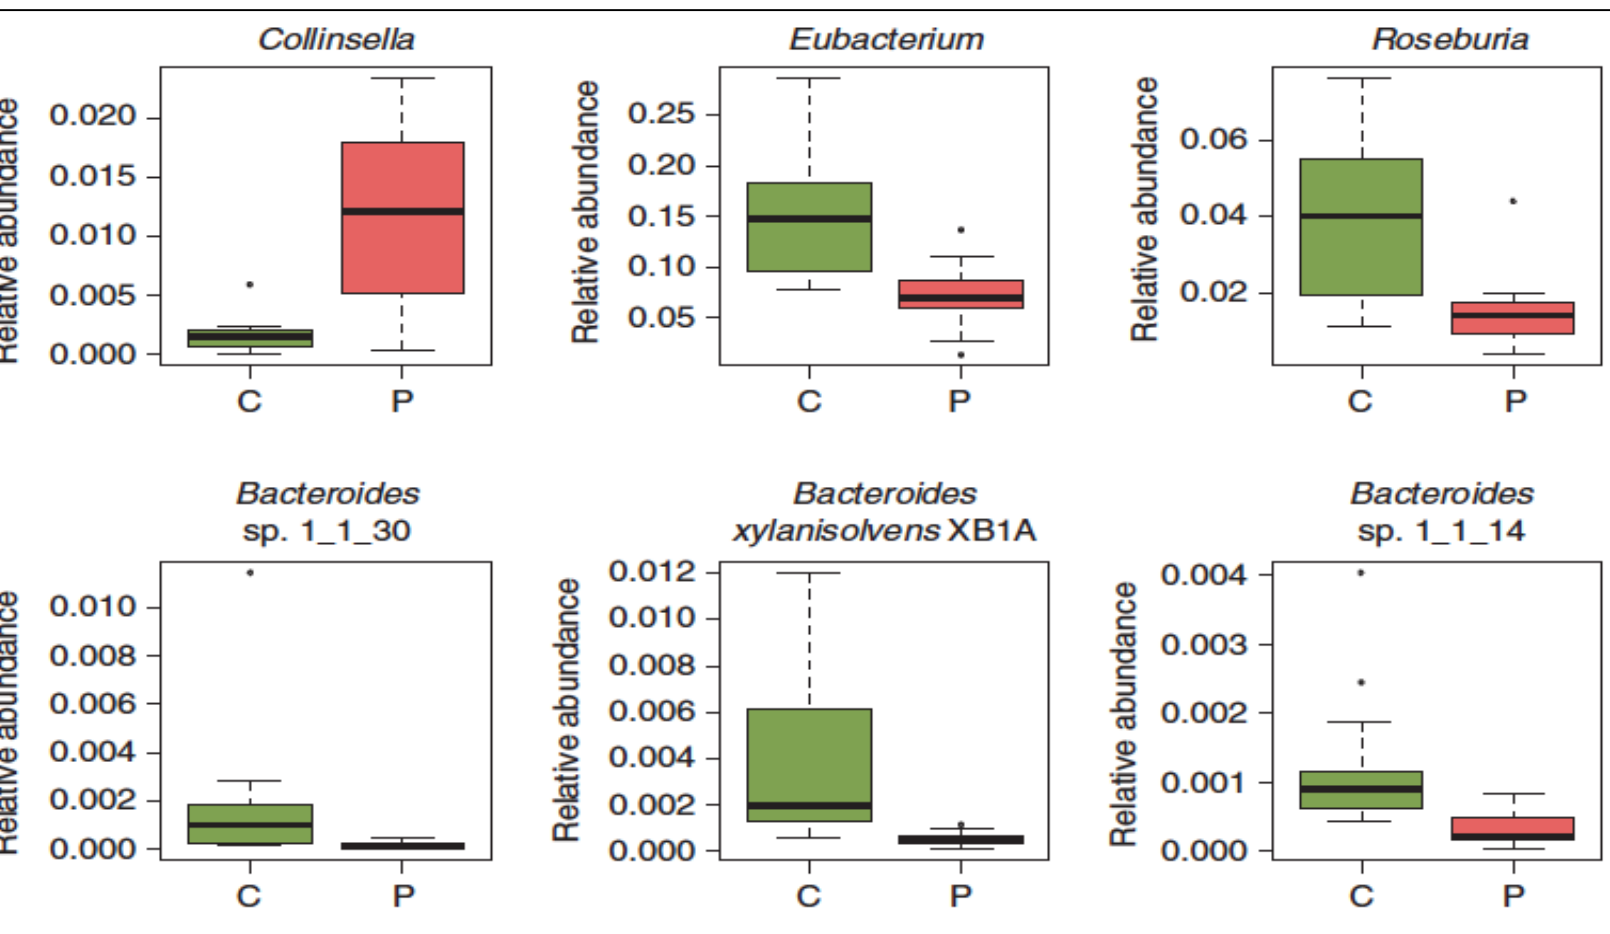 Collinsella
Relative abundance
0.020
0.015
0.010
0.005
0.000
C P
Eubacterium
Relative abundance
0.25
0.20
0.15
0.10
0.05
C P
Roseburia
Relative abundance
0.06
0.04
0.02
C P
Bacteroides
sp. 1_1_30
Relative abundance
0.010
0.008
0.006
0.004
0.002
0.000
C P
Bacteroides
xylanisolvens XB1A
Relative abundance
0.012
0.010
0.008
0.006
0.004
0.002
0.000
C P
Bacteroides
sp. 1_1_14
Relative abundance
0.004
0.003
0.002
0.001
0.000
C P